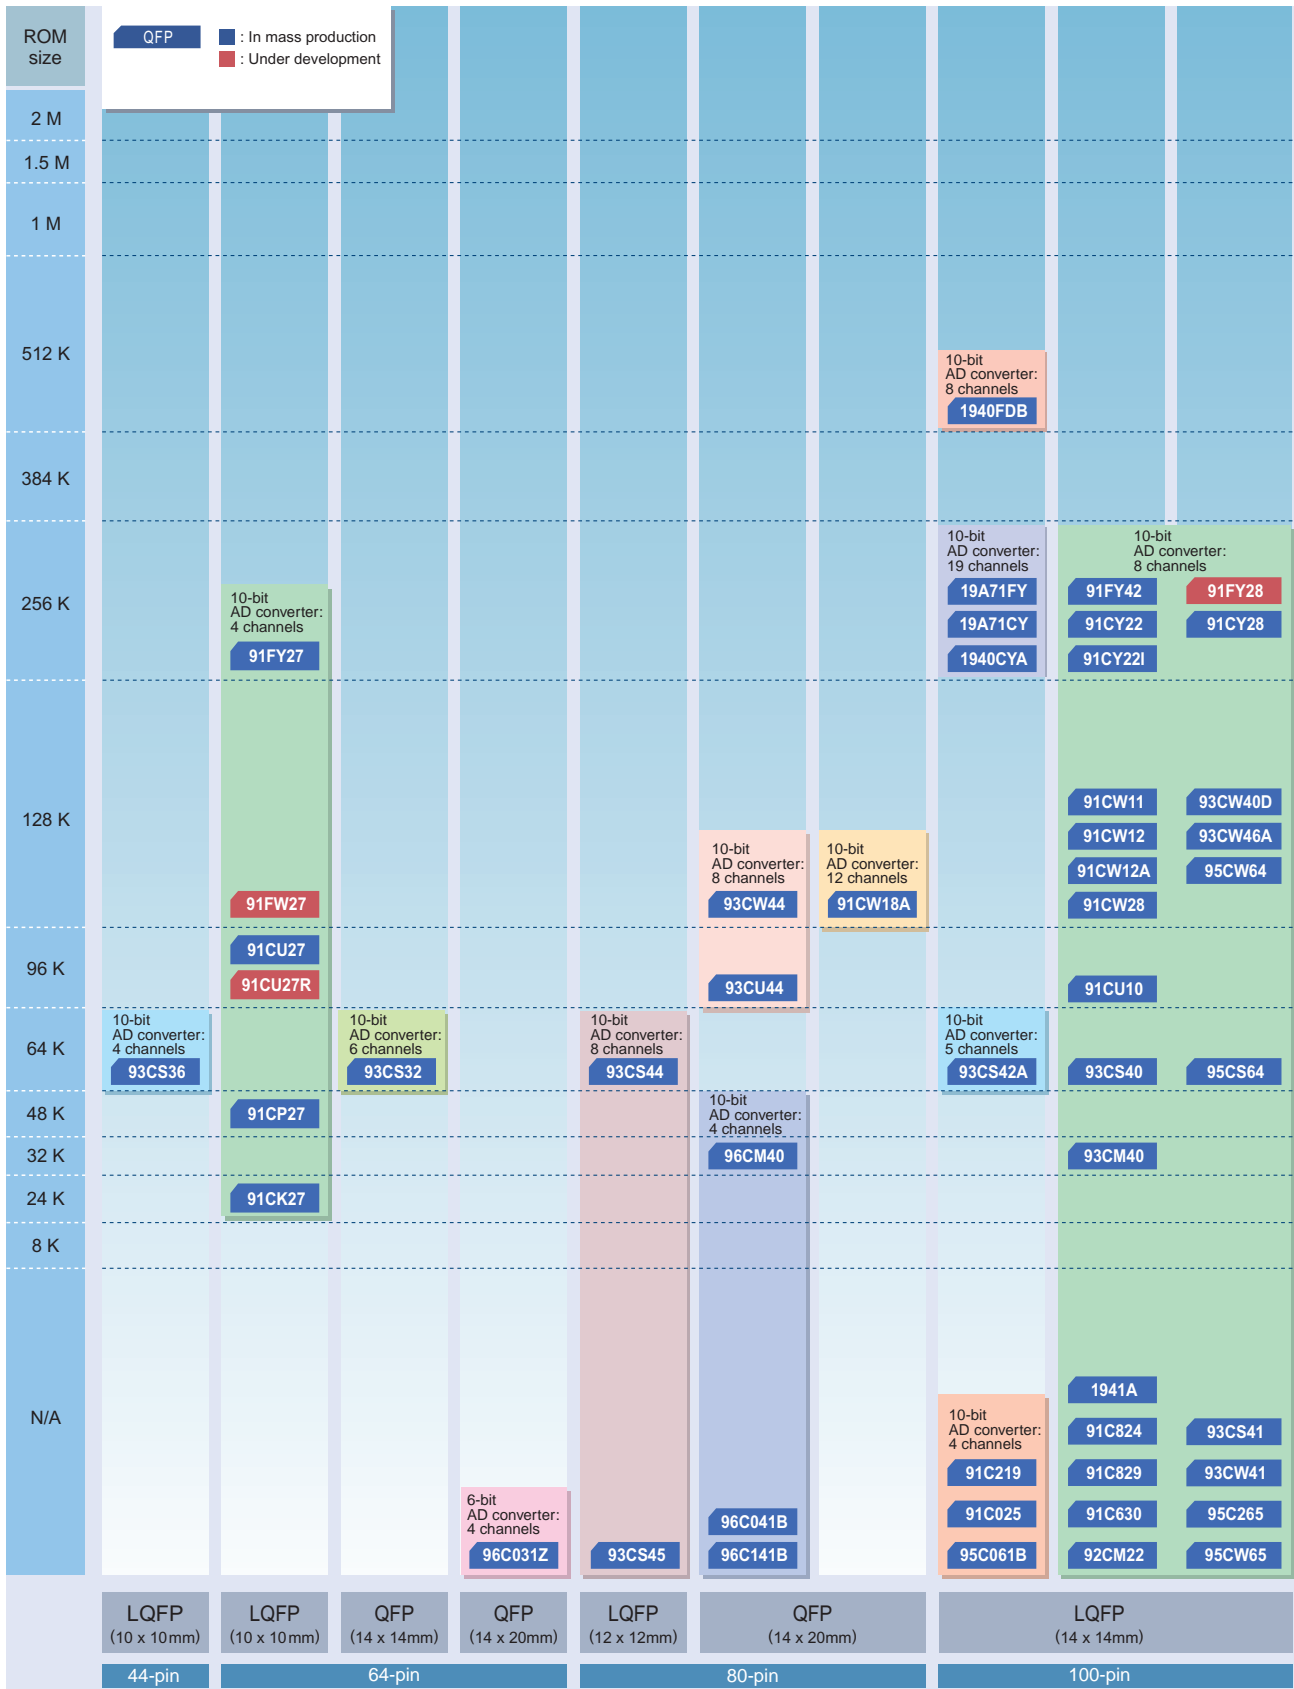 ROM
size
QFP
: In mass production
: Under development
2 M
1.5 M
1 M
512 K
10-bit
AD converter:
8 channels
1940FDB
384 K
256 K
10-bit
AD converter:
4 channels
91FY27
10-bit
AD converter:
19 channels
19A71FY
19A71CY
1940CYA
10-bit
AD converter:
8 channels
91FY42
91FY28
91CY22
91CY28
91CY22I
128 K
91FW27
10-bit
AD converter:
8 channels
93CW44
10-bit
AD converter:
12 channels
91CW18A
91CW11
93CW40D
91CW12
93CW46A
91CW12A
95CW64
91CW28
96 K
91CU27
91CU27R
93CU44
91CU10
64 K
10-bit
AD converter:
4 channels
93CS36
10-bit
AD converter:
6 channels
93CS32
10-bit
AD converter:
8 channels
93CS44
10-bit
AD converter:
5 channels
93CS42A
93CS40
95CS64
48 K
91CP27
10-bit
AD converter:
4 channels
32 K
96CM40
93CM40
24 K
91CK27
8 K
N/A
6-bit
AD converter:
4 channels
96C031Z
93CS45
96C041B
96C141B
10-bit
AD converter:
4 channels
91C219
91C025
95C061B
1941A
91C824
93CS41
91C829
93CW41
91C630
95C265
92CM22
95CW65
LQFP
(10 x 10mm)
LQFP
(10 x 10mm)
QFP
(14 x 14mm)
QFP
(14 x 20mm)
LQFP
(12 x 12mm)
QFP
(14 x 20mm)
LQFP
(14 x 14mm)
44-pin
64-pin
80-pin
100-pin